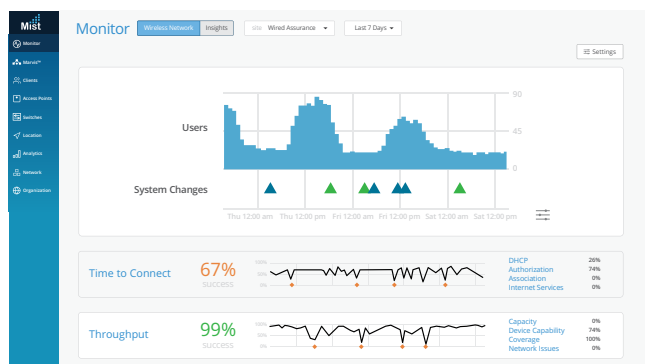 Mist
Monitor
Marvis™
Clients
Access Points
Switches
Location
Analytics
Network
Organization
Monitor Wireless Network Insights site Wired Assurance Last 7 Days
Settings
Users
90
45
0
System Changes
Thu 12:00 am Thu 12:00 pm Fri 12:00 am Fri 12:00 pm Sat 12:00 am Sat 12:00 pm
Time to Connect
67%
success
100%
50%
0%
DHCP 26%
Authorization 74%
Association 0%
Internet Services 0%
Throughput
99%
success
100%
50%
0%
Capacity 0%
Device Capability 74%
Coverage 100%
Network Issues 0%